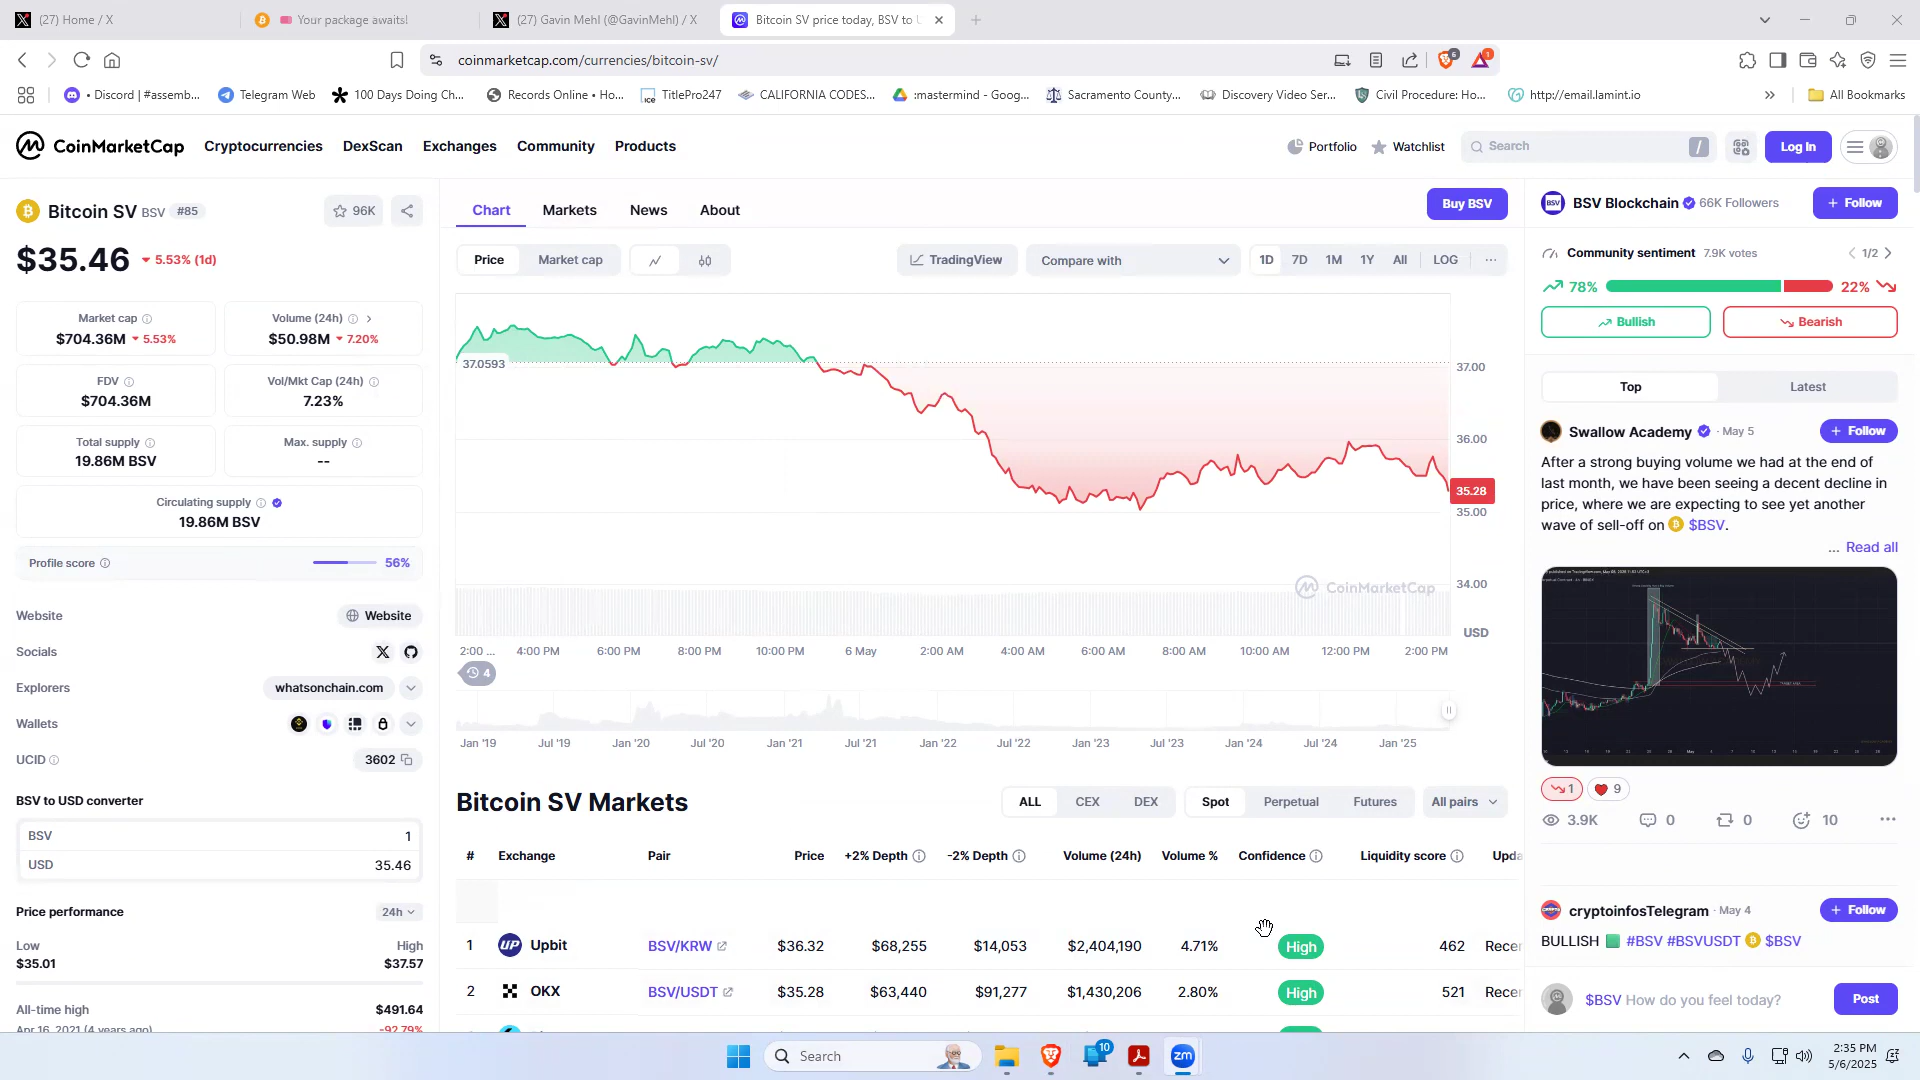 (27) Home / X
Your package awaits!
(27) Gavin Mehl (@GavinMehl) / X
Bitcoin SV price today, BSV to U
coinmarketcap.com/currencies/bitcoin-sv/
6
1
• Discord | #assemb...
Telegram Web
100 Days Doing Ch...
Records Online • Ho...
TitlePro247
CALIFORNIA CODES...
:mastermind - Goog...
Sacramento County...
Discovery Video Ser...
Civil Procedure: Ho...
http://email.lamint.io
All Bookmarks
CoinMarketCap
Cryptocurrencies
DexScan
Exchanges
Community
Products
Portfolio
Watchlist
Search
/
Log In
Bitcoin SV BSV #85
96K
$35.46 5.53% (1d)
Market cap
$704.36M 5.53%
Volume (24h)
$50.98M 7.20%
FDV
$704.36M
Vol/Mkt Cap (24h)
7.23%
Total supply
19.86M BSV
Max. supply
--
Circulating supply
19.86M BSV
Profile score
56%
Website
Website
Socials
Explorers
whatsonchain.com
Wallets
UCID
3602
BSV to USD converter
BSV 1
USD 35.46
Price performance
24h
Low High
$35.01 $37.57
All-time high $491.64
Apr 16, 2021 (4 years ago) -92.79%
Chart
Markets
News
About
Buy BSV
Price
Market cap
TradingView
Compare with
1D 7D 1M 1Y All LOG ...
37.0593
37.00
36.00
35.28
35.00
34.00
CoinMarketCap
USD
2:00 ... 4:00 PM 6:00 PM 8:00 PM 10:00 PM 6 May 2:00 AM 4:00 AM 6:00 AM 8:00 AM 10:00 AM 12:00 PM 2:00 PM
4
Jan '19 Jul '19 Jan '20 Jul '20 Jan '21 Jul '21 Jan '22 Jul '22 Jan '23 Jul '23 Jan '24 Jul '24 Jan '25
Bitcoin SV Markets
ALL CEX DEX
Spot Perpetual Futures
All pairs
# Exchange Pair Price +2% Depth -2% Depth Volume (24h) Volume % Confidence Liquidity score Upda
1 Upbit BSV/KRW $36.32 $68,255 $14,053 $2,404,190 4.71% High 462 Recen
2 OKX BSV/USDT $35.28 $63,440 $91,277 $1,430,206 2.80% High 521 Recen
BSV
BSV Blockchain 66K Followers
+ Follow
Community sentiment 7.9K votes
1/2
78% 22%
Bullish
Bearish
Top
Latest
Swallow Academy · May 5
+ Follow
After a strong buying volume we had at the end of
last month, we have been seeing a decent decline in
price, where we are expecting to see yet another
wave of sell-off on $BSV.
... Read all
1
9
3.9K 0 0 10 ...
cryptoinfosTelegram · May 4
+ Follow
BULLISH #BSV #BSVUSDT $BSV
$BSV How do you feel today?
Post
Search
10
zm
2:35 PM
5/6/2025